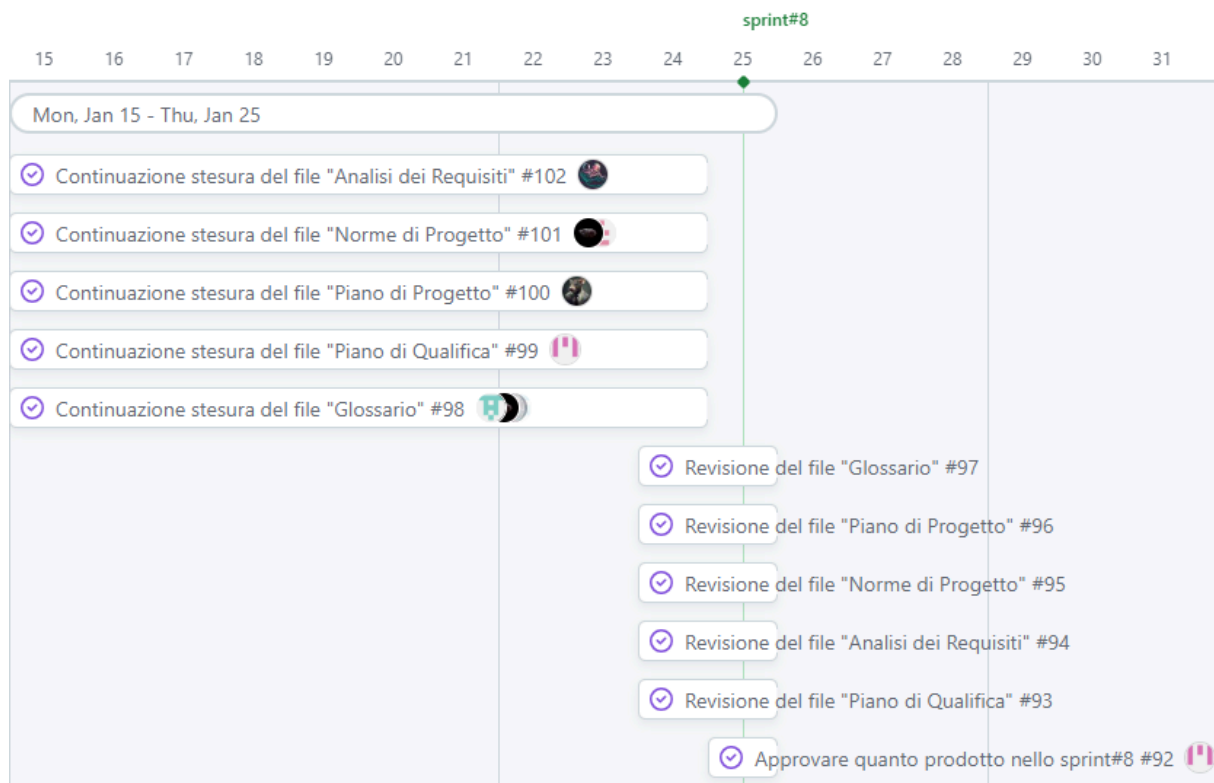 sprint#8
15 16 17 18 19 20 21 22 23 24 25 26 27 28 29 30 31
Mon, Jan 15 - Thu, Jan 25
Continuazione stesura del file "Analisi dei Requisiti" #102
Continuazione stesura del file "Norme di Progetto" #101
Continuazione stesura del file "Piano di Progetto" #100
Continuazione stesura del file "Piano di Qualifica" #99
Continuazione stesura del file "Glossario" #98
Revisione del file "Glossario" #97
Revisione del file "Piano di Progetto" #96
Revisione del file "Norme di Progetto" #95
Revisione del file "Analisi dei Requisiti" #94
Revisione del file "Piano di Qualifica" #93
Approvare quanto prodotto nello sprint#8 #92